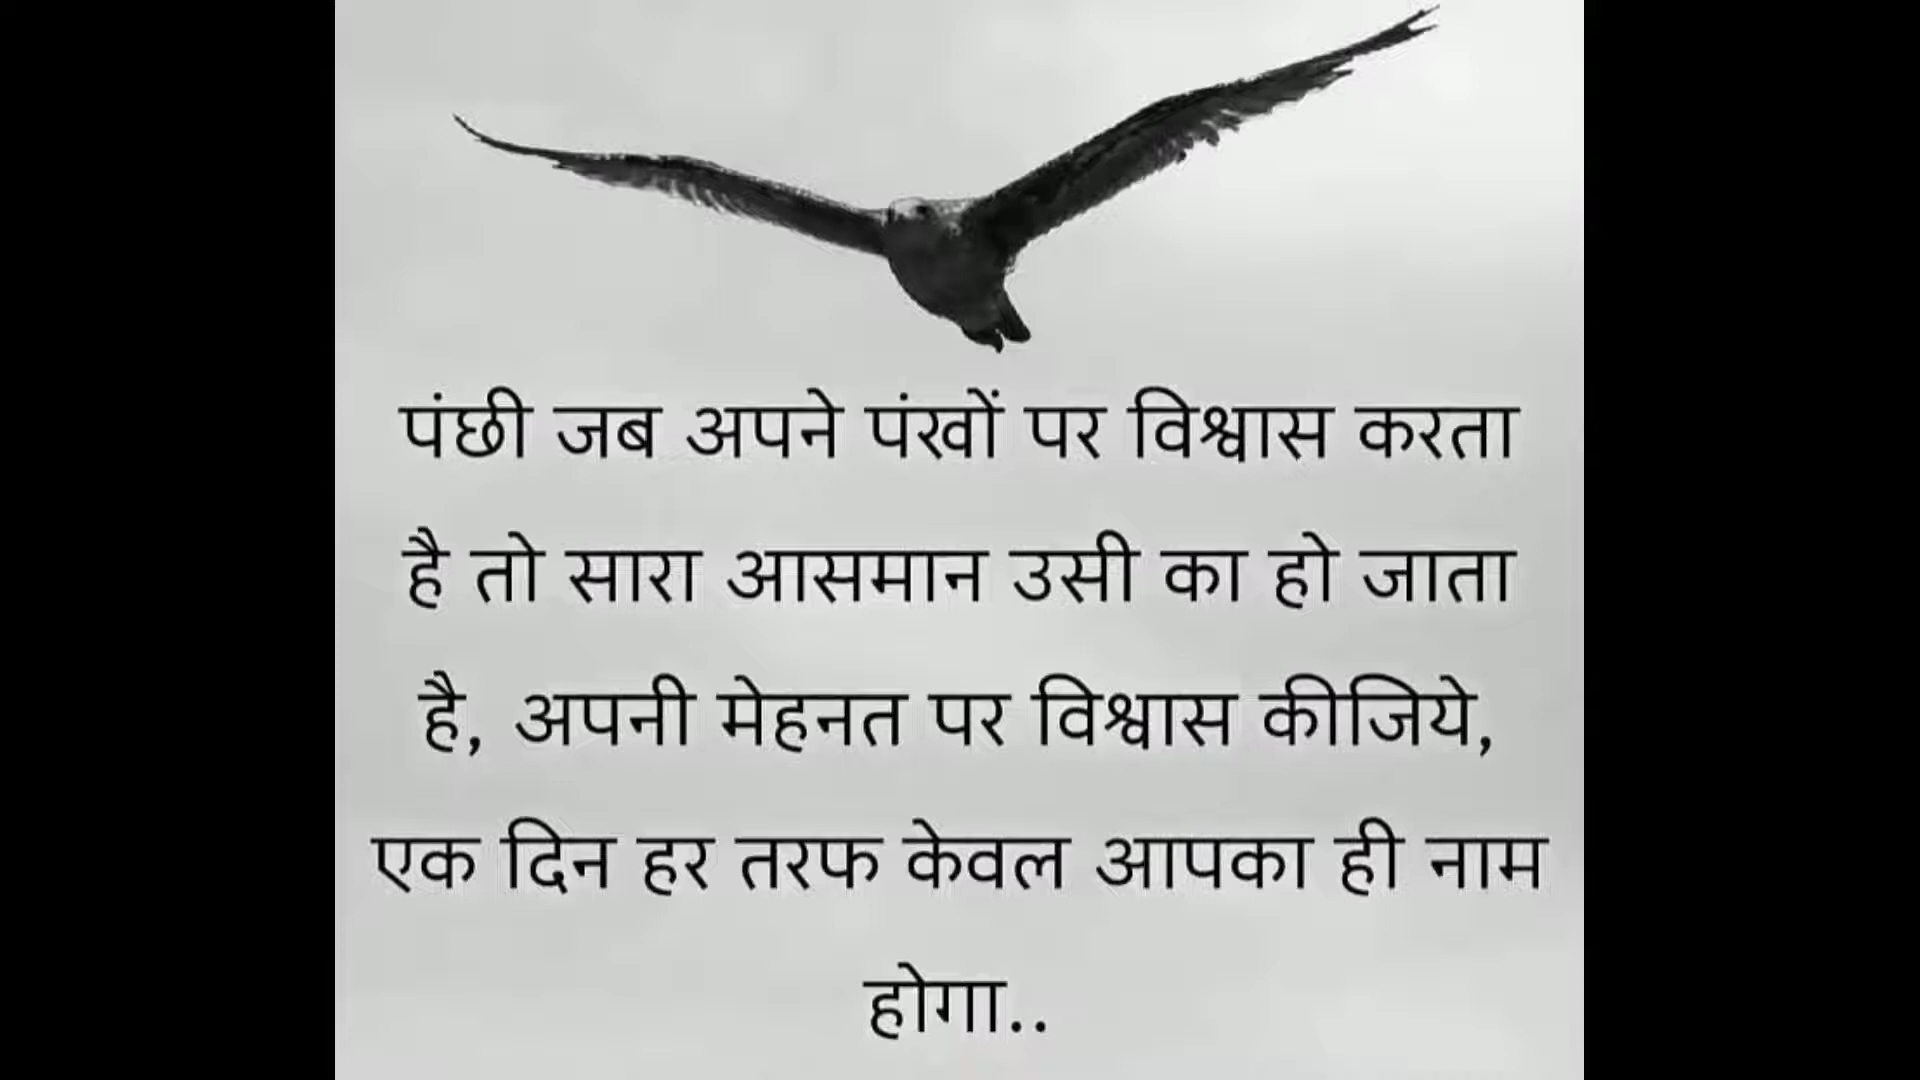 पंछी जब अपने पंखों पर विश्वास करता
है तो सारा आसमान उसी का हो जाता
है, अपनी मेहनत पर विश्वास कीजिये,
एक दिन हर तरफ केवल आपका ही नाम
होगा..